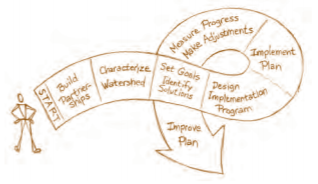 START
Build
Partner-
ships
Characterize
Watershed
Set Goals
Identify
Solutions
Design
Implementation
Program
Implement
Plan
Measure Progress
Make Adjustments
Improve
Plan